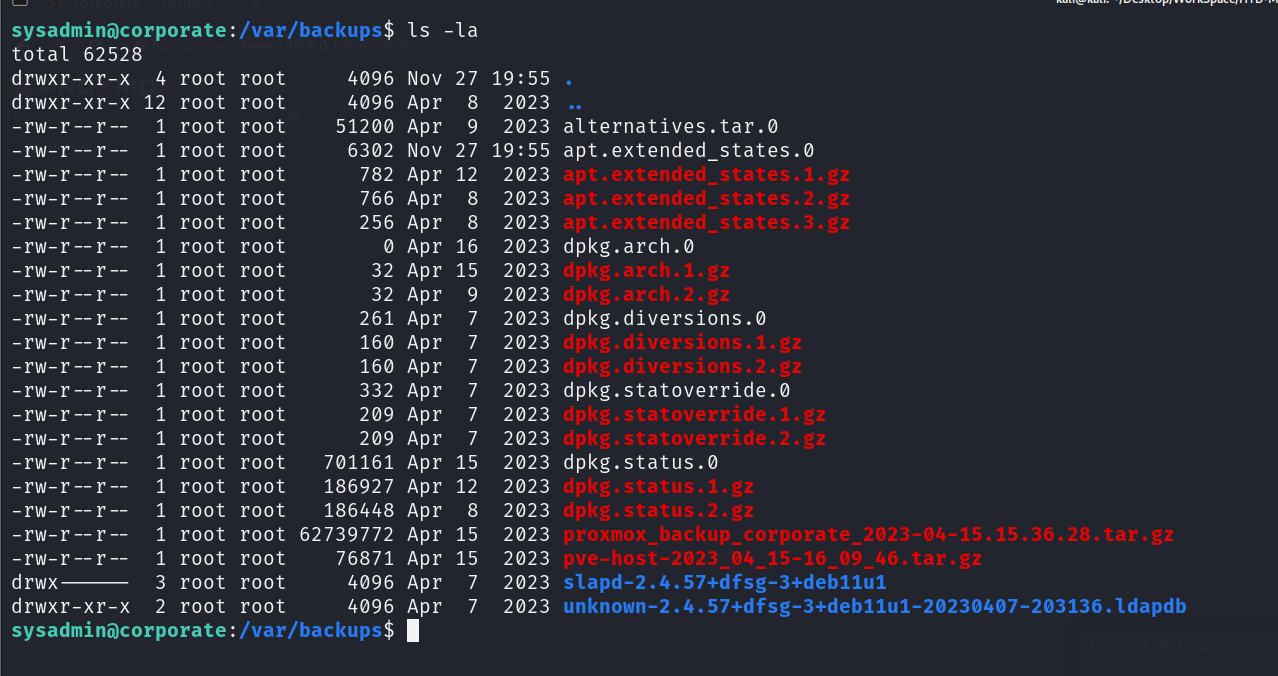 corporate - Proxmox Vi
kali@kali: ~/Desktop/WorkSpace/HTB-M
sysadmin@corporate:/var/backups$ ls -la
total 62528
drwxr-xr-x  4 root root     4096 Nov 27 19:55 .
drwxr-xr-x 12 root root     4096 Apr  8  2023 ..
-rw-r--r--  1 root root    51200 Apr  9  2023 alternatives.tar.0
-rw-r--r--  1 root root     6302 Nov 27 19:55 apt.extended_states.0
-rw-r--r--  1 root root      782 Apr 12  2023 apt.extended_states.1.gz
-rw-r--r--  1 root root      766 Apr  8  2023 apt.extended_states.2.gz
-rw-r--r--  1 root root      256 Apr  8  2023 apt.extended_states.3.gz
-rw-r--r--  1 root root        0 Apr 16  2023 dpkg.arch.0
-rw-r--r--  1 root root       32 Apr 15  2023 dpkg.arch.1.gz
-rw-r--r--  1 root root       32 Apr  9  2023 dpkg.arch.2.gz
-rw-r--r--  1 root root      261 Apr  7  2023 dpkg.diversions.0
-rw-r--r--  1 root root      160 Apr  7  2023 dpkg.diversions.1.gz
-rw-r--r--  1 root root      160 Apr  7  2023 dpkg.diversions.2.gz
-rw-r--r--  1 root root      332 Apr  7  2023 dpkg.statoverride.0
-rw-r--r--  1 root root      209 Apr  7  2023 dpkg.statoverride.1.gz
-rw-r--r--  1 root root      209 Apr  7  2023 dpkg.statoverride.2.gz
-rw-r--r--  1 root root   701161 Apr 15  2023 dpkg.status.0
-rw-r--r--  1 root root   186927 Apr 12  2023 dpkg.status.1.gz
-rw-r--r--  1 root root   186448 Apr  8  2023 dpkg.status.2.gz
-rw-r--r--  1 root root 62739772 Apr 15  2023 proxmox_backup_corporate_2023-04-15.15.36.28.tar.gz
-rw-r--r--  1 root root    76871 Apr 15  2023 pve-host-2023_04_15-16_09_46.tar.gz
drwx------  3 root root     4096 Apr  7  2023 slapd-2.4.57+dfsg-3+deb11u1
drwxr-xr-x  2 root root     4096 Apr  7  2023 unknown-2.4.57+dfsg-3+deb11u1-20230407-203136.ldapdb
sysadmin@corporate:/var/backups$
Proxmox VE Login